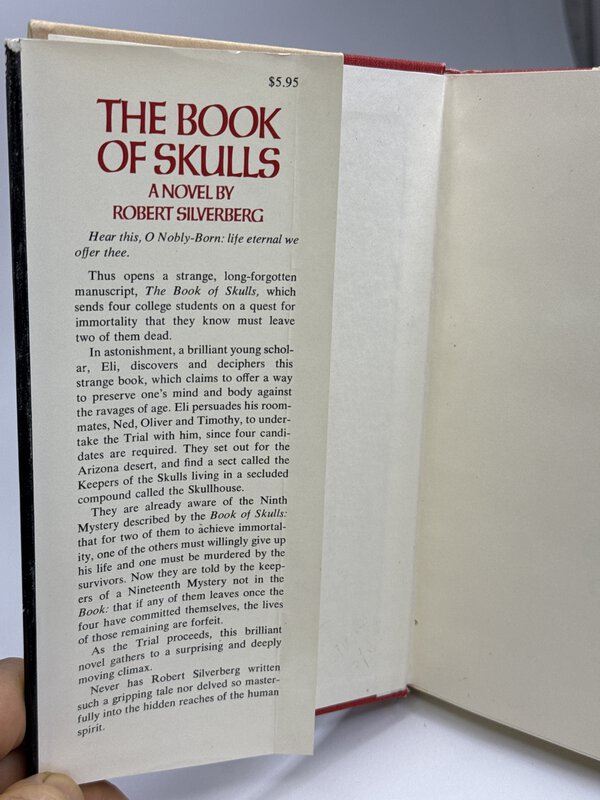 $5.95
THE BOOK
OF SKULLS
A NOVEL BY
ROBERT SILVERBERG
Hear this, O Nobly-Born: life eternal we
offer thee.
Thus opens a strange, long-forgotten
manuscript, The Book of Skulls, which
sends four college students on a quest for
immortality that they know must leave
two of them dead.
In astonishment, a brilliant young schol-
ar, Eli, discovers and deciphers this
strange book, which claims to offer a way
to preserve one's mind and body against
the ravages of age. Eli persuades his room-
mates, Ned, Oliver and Timothy, to under-
take the Trial with him, since four candi-
dates are required. They set out for the
Arizona desert, and find a sect called the
Keepers of the Skulls living in a secluded
compound called the Skullhouse.
They are already aware of the Ninth
Mystery described by the Book of Skulls:
that for two of them to achieve immortal-
ity, one of the others must willingly give up
his life and one must be murdered by the
survivors. Now they are told by the keep-
ers of a Nineteenth Mystery not in the
Book: that if any of them leaves once the
four have committed themselves, the lives
of those remaining are forfeit.
As the Trial proceeds, this brilliant
novel gathers to a surprising and deeply
moving climax.
Never has Robert Silverberg written
such a gripping tale nor delved so master-
fully into the hidden reaches of the human
spirit.